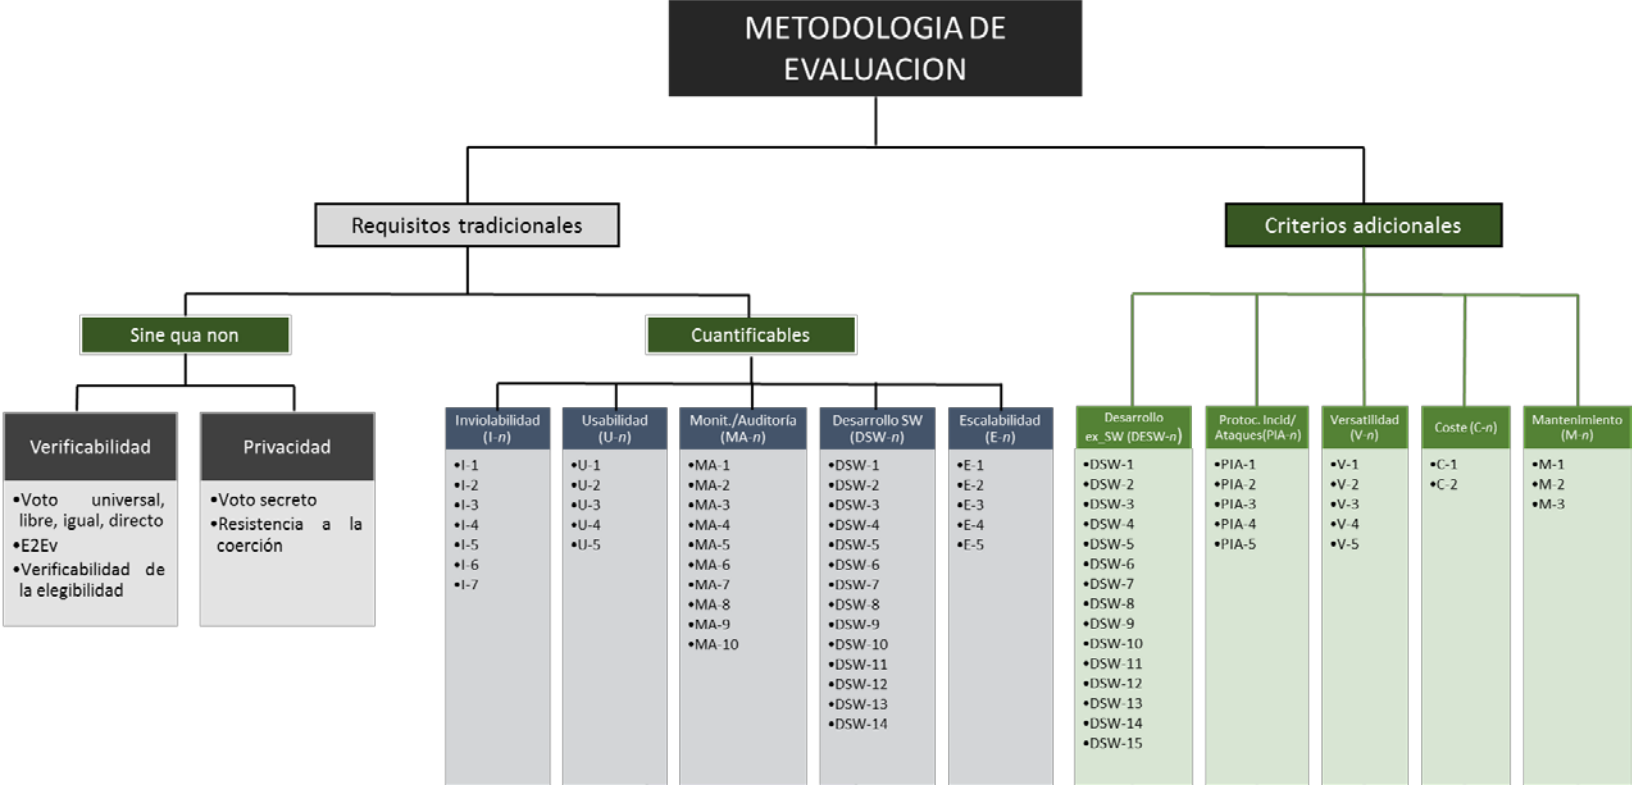 METODOLOGIA DE
EVALUACION
Requisitos tradicionales
Criterios adicionales
Sine qua non
Cuantificables
Verificabilidad
•Voto universal,
libre, igual, directo
•E2Ev
•Verificabilidad de
la elegibilidad
Privacidad
•Voto secreto
•Resistencia a la
coerción
Inviolabilidad
(I-n)
•I-1
•I-2
•I-3
•I-4
•I-5
•I-6
•I-7
Usabilidad
(U-n)
•U-1
•U-2
•U-3
•U-4
•U-5
Monit./Auditoría
(MA-n)
•MA-1
•MA-2
•MA-3
•MA-4
•MA-5
•MA-6
•MA-7
•MA-8
•MA-9
•MA-10
Desarrollo SW
(DSW-n)
•DSW-1
•DSW-2
•DSW-3
•DSW-4
•DSW-5
•DSW-6
•DSW-7
•DSW-8
•DSW-9
•DSW-10
•DSW-11
•DSW-12
•DSW-13
•DSW-14
Escalabilidad
(E-n)
•E-1
•E-2
•E-3
•E-4
•E-5
Desarrollo
ex_SW (DESW-n)
•DSW-1
•DSW-2
•DSW-3
•DSW-4
•DSW-5
•DSW-6
•DSW-7
•DSW-8
•DSW-9
•DSW-10
•DSW-11
•DSW-12
•DSW-13
•DSW-14
•DSW-15
Protoc. Incid/
Ataques(PIA-n)
•PIA-1
•PIA-2
•PIA-3
•PIA-4
•PIA-5
Versatilidad
(V-n)
•V-1
•V-2
•V-3
•V-4
•V-5
Coste (C-n)
•C-1
•C-2
Mantenimiento
(M-n)
•M-1
•M-2
•M-3